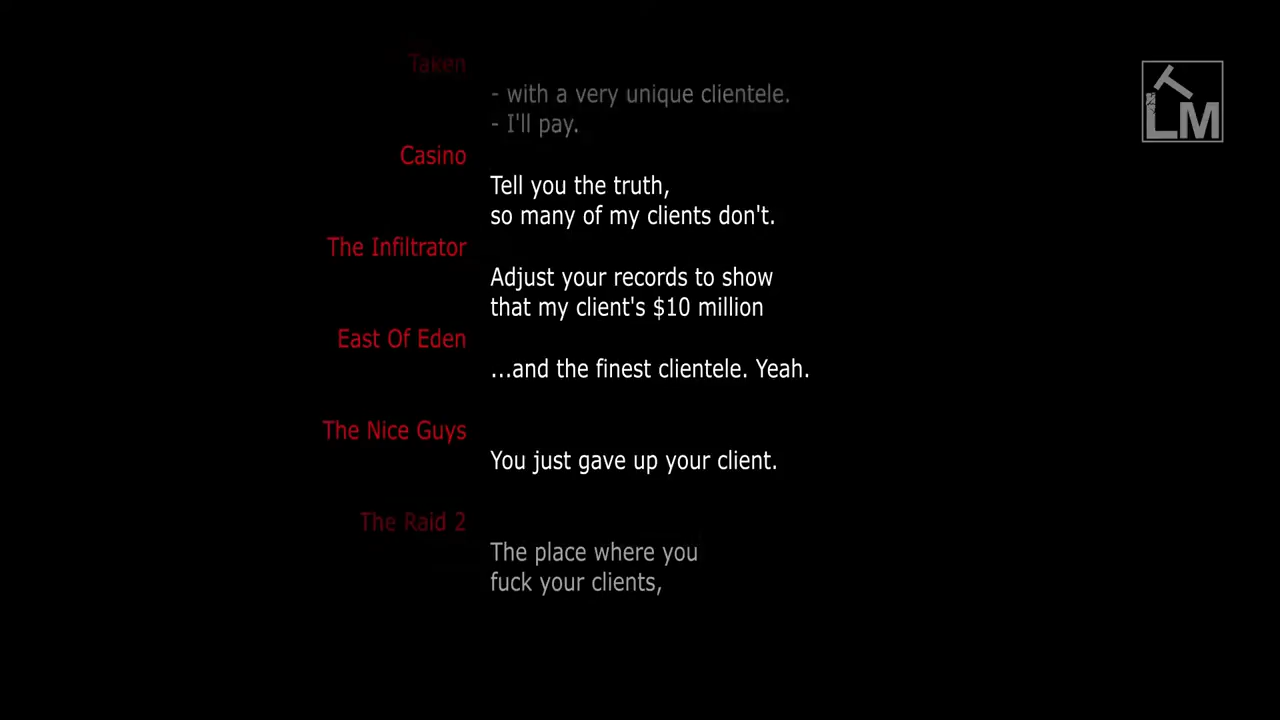 Taken
- with a very unique clientele.
- I'll pay.
Casino
Tell you the truth,
so many of my clients don't.
The Infiltrator
Adjust your records to show
that my client's $10 million
East Of Eden
...and the finest clientele. Yeah.
The Nice Guys
You just gave up your client.
The Raid 2
The place where you
fuck your clients,
TLM